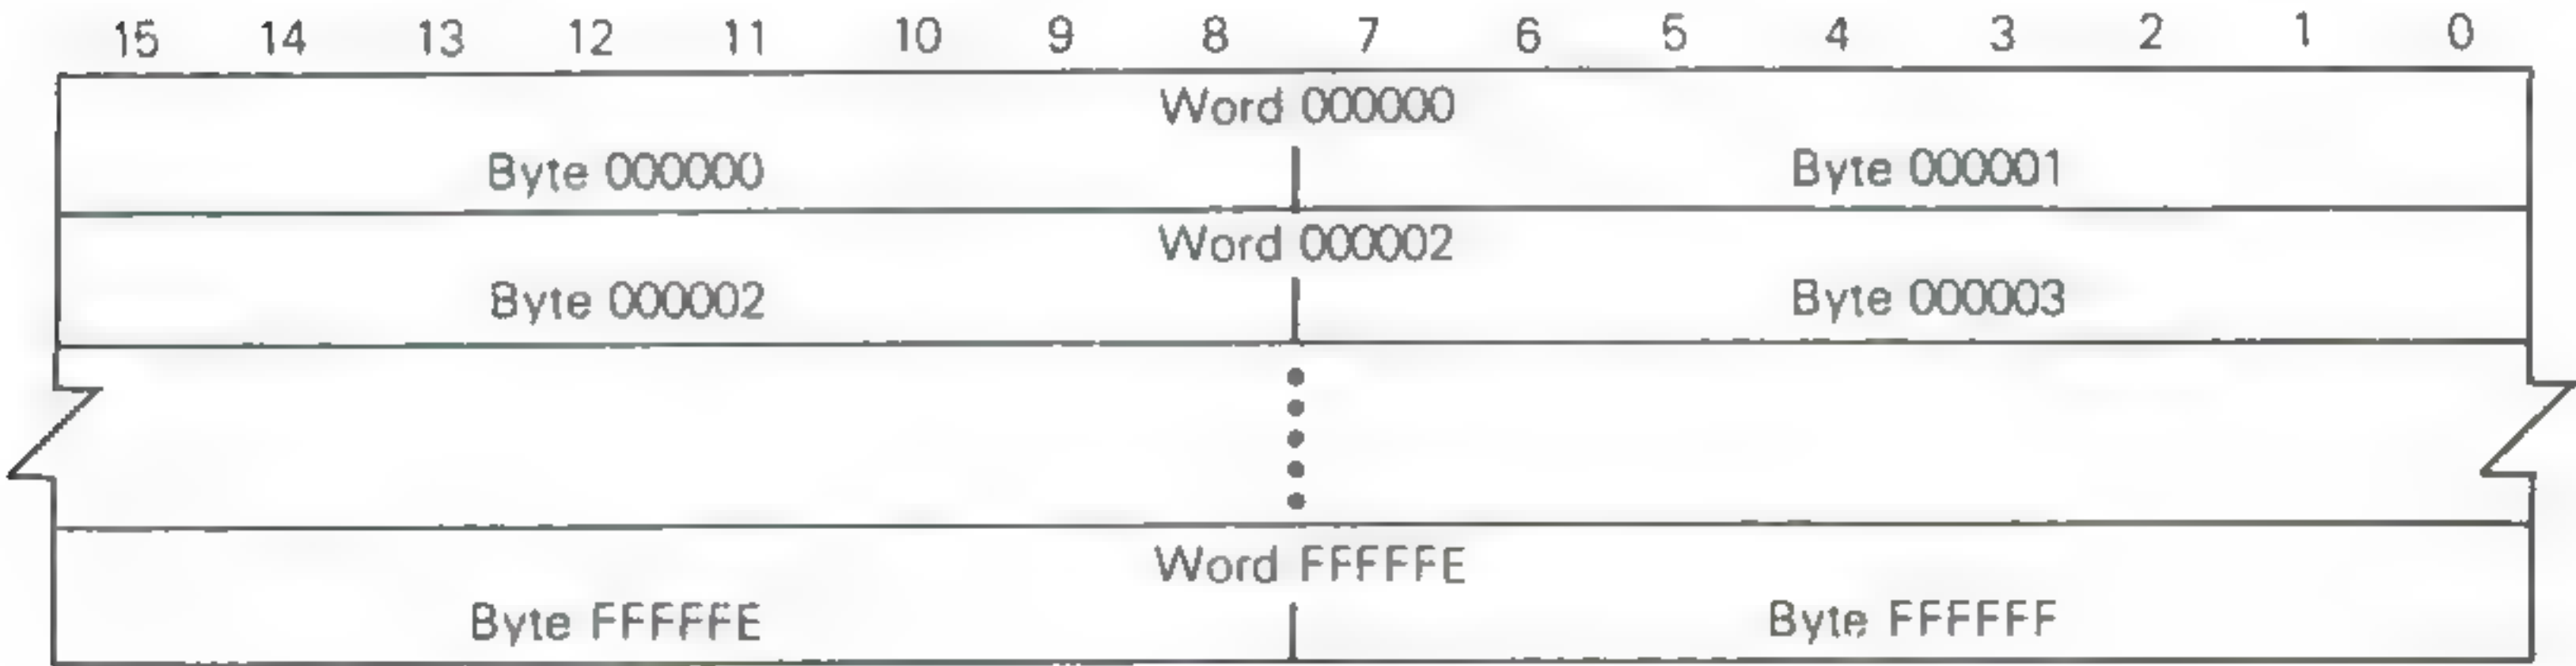 15 14 13 12 11 10 9 8 7 6 5 4 3 2 1 0
Word 000000
Byte 000000 Byte 000001
Word 000002
Byte 000002 Byte 000003
Word FFFFFE
Byte FFFFFE Byte FFFFFF